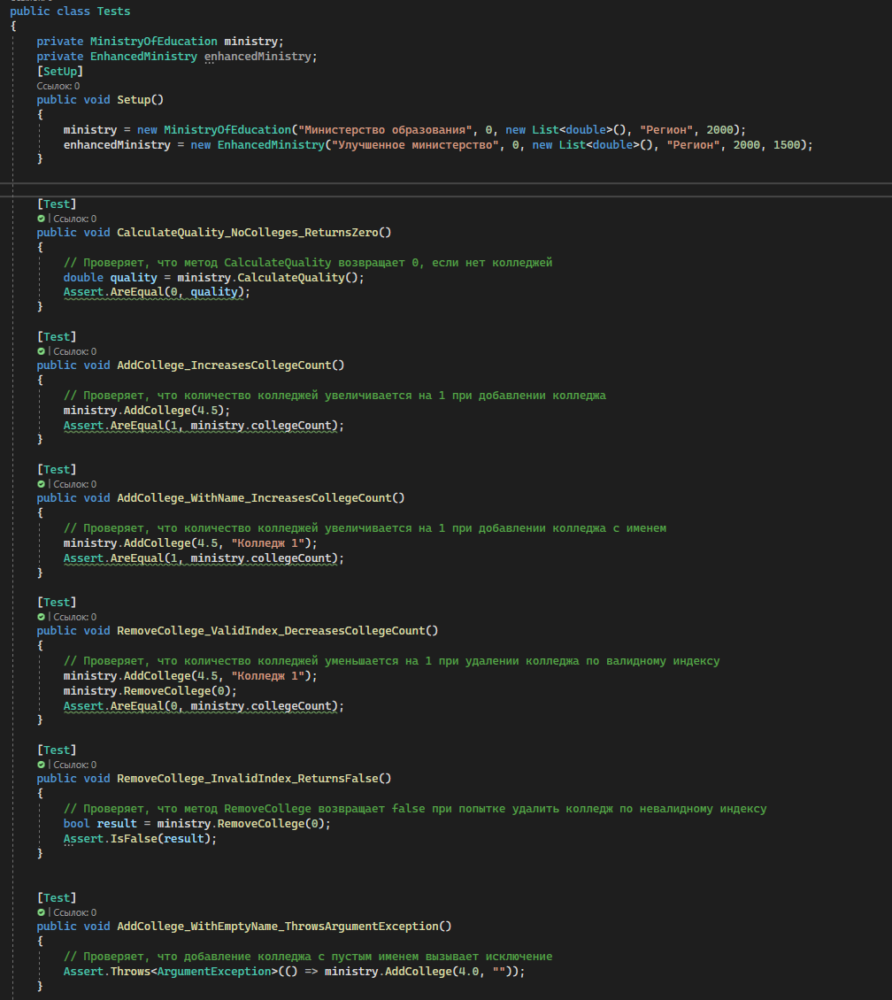 public class Tests
{
private MinistryOfEducation ministry;
private EnhancedMinistry enhancedMinistry;
[SetUp]
Ссылок: 0
public void Setup()
{
ministry = new MinistryOfEducation("Министерство образования", 0, new List<double>(), "Регион", 2000);
enhancedMinistry = new EnhancedMinistry("Улучшенное министерство", 0, new List<double>(), "Регион", 2000, 1500);
}
[Test]
| Ссылок: 0
public void CalculateQuality_NoColleges_ReturnsZero()
{
// Проверяет, что метод CalculateQuality возвращает 0, если нет колледжей
double quality = ministry.CalculateQuality();
Assert.AreEqual(0, quality);
}
[Test]
| Ссылок: 0
public void AddCollege_IncreasesCollegeCount()
{
// Проверяет, что количество колледжей увеличивается на 1 при добавлении колледжа
ministry.AddCollege(4.5);
Assert.AreEqual(1, ministry.collegeCount);
}
[Test]
| Ссылок: 0
public void AddCollege_WithName_IncreasesCollegeCount()
{
// Проверяет, что количество колледжей увеличивается на 1 при добавлении колледжа с именем
ministry.AddCollege(4.5, "Колледж 1");
Assert.AreEqual(1, ministry.collegeCount);
}
[Test]
| Ссылок: 0
public void RemoveCollege_ValidIndex_DecreasesCollegeCount()
{
// Проверяет, что количество колледжей уменьшается на 1 при удалении колледжа по валидному индексу
ministry.AddCollege(4.5, "Колледж 1");
ministry.RemoveCollege(0);
Assert.AreEqual(0, ministry.collegeCount);
}
[Test]
| Ссылок: 0
public void RemoveCollege_InvalidIndex_ReturnsFalse()
{
// Проверяет, что метод RemoveCollege возвращает false при попытке удалить колледж по невалидному индексу
bool result = ministry.RemoveCollege(0);
Assert.IsFalse(result);
}
[Test]
| Ссылок: 0
public void AddCollege_WithEmptyName_ThrowsArgumentException()
{
// Проверяет, что добавление колледжа с пустым именем вызывает исключение
Assert.Throws<ArgumentException>(() => ministry.AddCollege(4.0, ""));
}